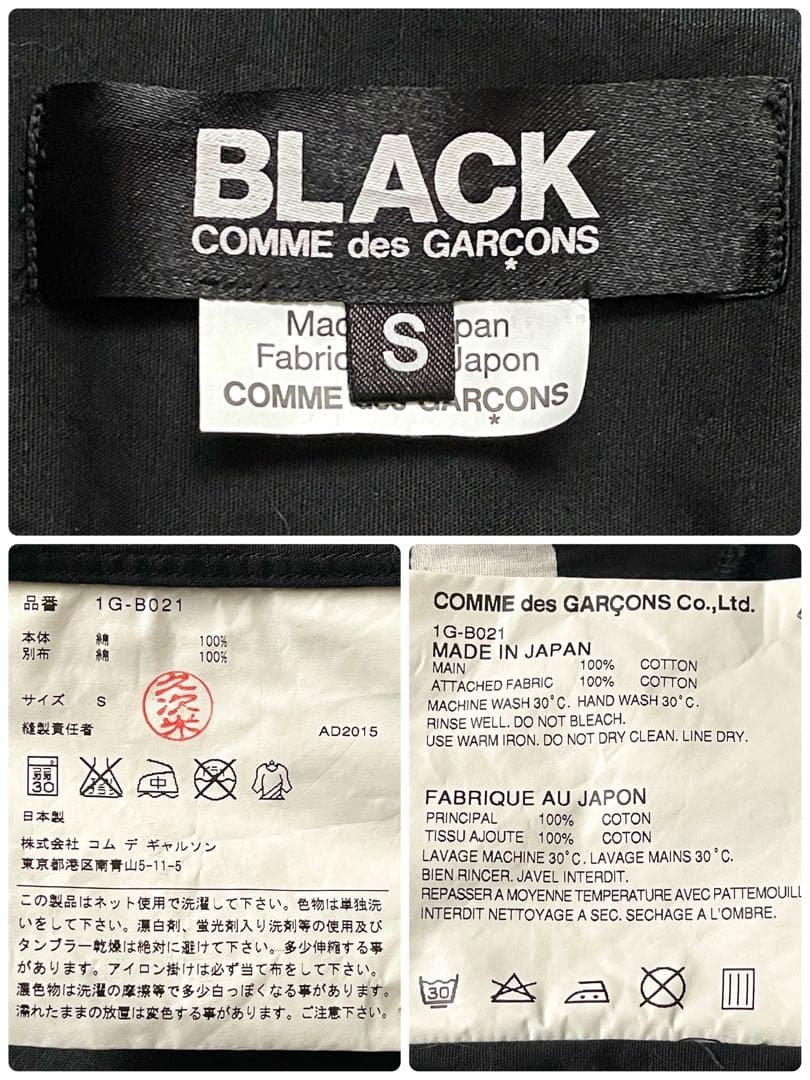 BLACK
COMME des GARÇONS
*
Mad pan
Fabric Japon
S
COMME des GARÇONS
*
品番 1G-B021
本体 綿 100%
別布 綿 100%
サイズ S
久次米
縫製責任者 AD2015
弱 30
中
ドライ
日本製
株式会社 コム デ ギャルソン
東京都港区南青山5-11-5
この製品はネット使用で洗濯して下さい。色物は単独洗
いをして下さい。漂白剤、蛍光剤入り洗剤等の使用及び
タンブラー乾燥は絶対に避けて下さい。多少伸縮する事
があります。アイロン掛けは必ず当て布をして下さい。
濃色物は洗濯の摩擦等で多少白っぽくなる事があります。
濡れたままの放置は変色する事があります。ご注意下さい。
COMME des GARÇONS Co.,Ltd.
1G-B021
MADE IN JAPAN
MAIN 100% COTTON
ATTACHED FABRIC 100% COTTON
MACHINE WASH 30°C. HAND WASH 30°C.
RINSE WELL. DO NOT BLEACH.
USE WARM IRON. DO NOT DRY CLEAN. LINE DRY.
FABRIQUE AU JAPON
PRINCIPAL 100% COTON
TISSU AJOUTE 100% COTON
LAVAGE MACHINE 30°C. LAVAGE MAINS 30°C.
BIEN RINCER. JAVEL INTERDIT.
REPASSER A MOYENNE TEMPERATURE AVEC PATTEMOUILL
INTERDIT NETTOYAGE A SEC. SECHAGE A L'OMBRE.
30